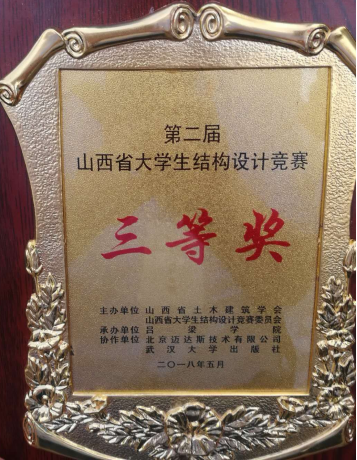 第二届
山西省大学生结构设计竞赛
三等奖
主办单位 山西省土木建筑学会
山西省大学生结构设计竞赛委员会
承办单位 吕梁学院
协作单位 北京迈达斯技术有限公司
武汉大学出版社
二〇一八年五月